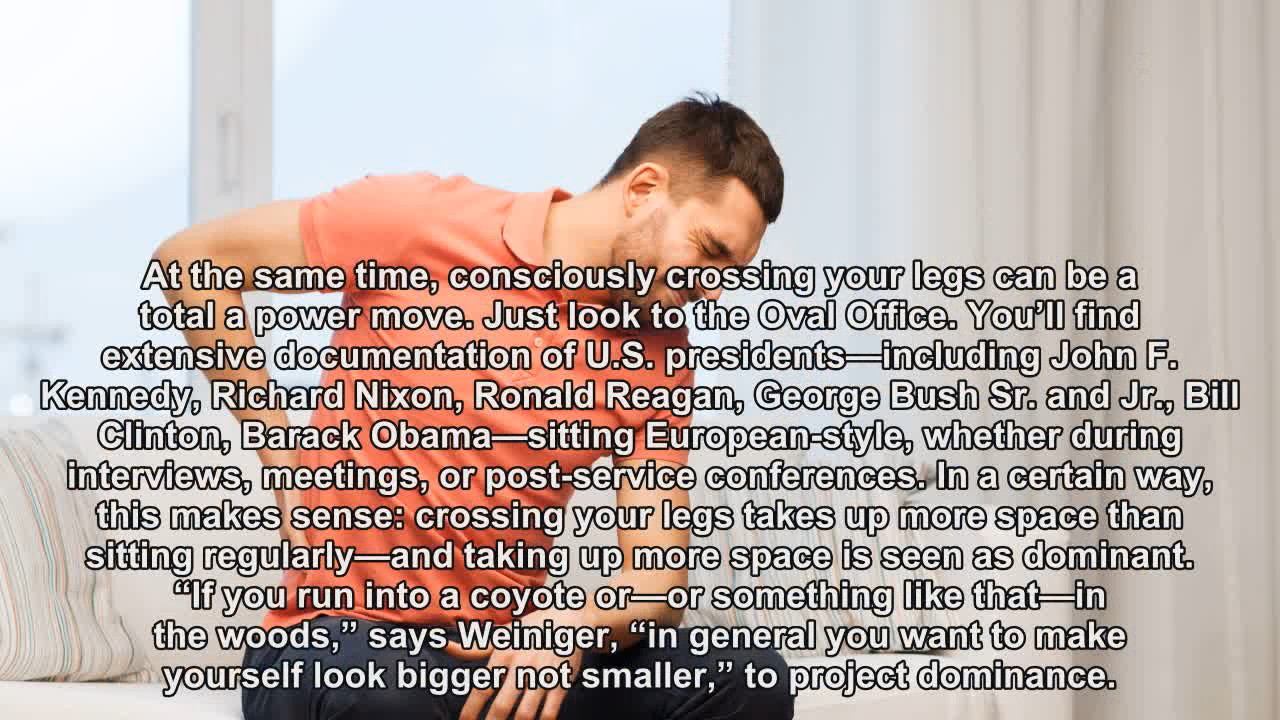 At the same time, consciously crossing your legs can be a
total a power move. Just look to the Oval Office. You’ll find
extensive documentation of U.S. presidents—including John F.
Kennedy, Richard Nixon, Ronald Reagan, George Bush Sr. and Jr., Bill
Clinton, Barack Obama—sitting European-style, whether during
interviews, meetings, or post-service conferences. In a certain way,
this makes sense: crossing your legs takes up more space than
sitting regularly—and taking up more space is seen as dominant.
“If you run into a coyote or—or something like that—in
the woods,” says Weiniger, “in general you want to make
yourself look bigger not smaller,” to project dominance.